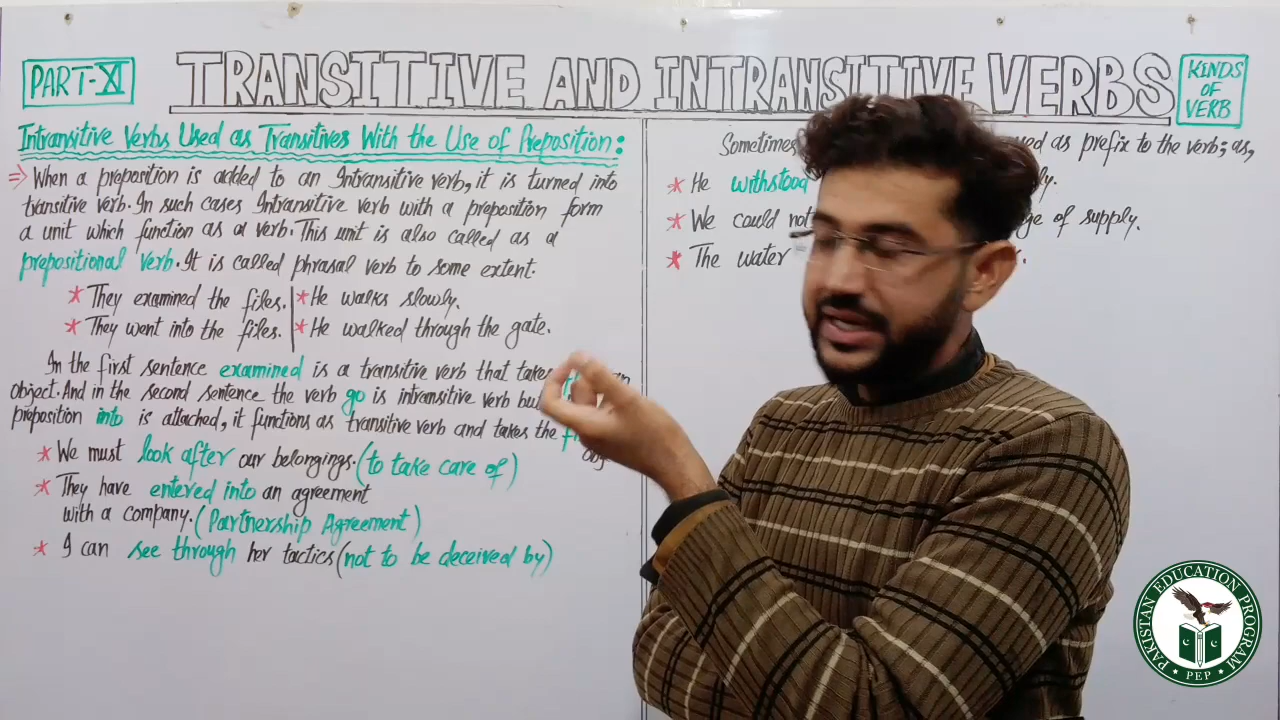 PART-XI
TRANSITIVE AND INTRANSITIVE VERBS
KINDS
OF
VERB
Intransitive Verbs Used as Transitives With the Use of Preposition:
⇒ When a preposition is added to an Intransitive verb, it is turned into
transitive verb. In such cases Intransitive verb with a preposition form
a unit which function as a verb. This unit is also called as a
prepositional verb. It is called phrasal verb to some extent.
* They examined the files. * He walks slowly.
* They went into the files. * He walked through the gate.
In the first sentence examined is a transitive verb that takes an
object. And in the second sentence the verb go is intransitive verb
preposition into is attached, it functions as transitive verb and takes the
* We must look after our belongings. (to take care of)
* They have entered into an agreement
with a company. (Partnership Agreement)
* I can see through her tactics (not to be deceived by)
Sometimes as prefix to the verb; as,
* He withstood
* We could not of supply.
* The water
PAKISTAN EDUCATION PROGRAM
PEP